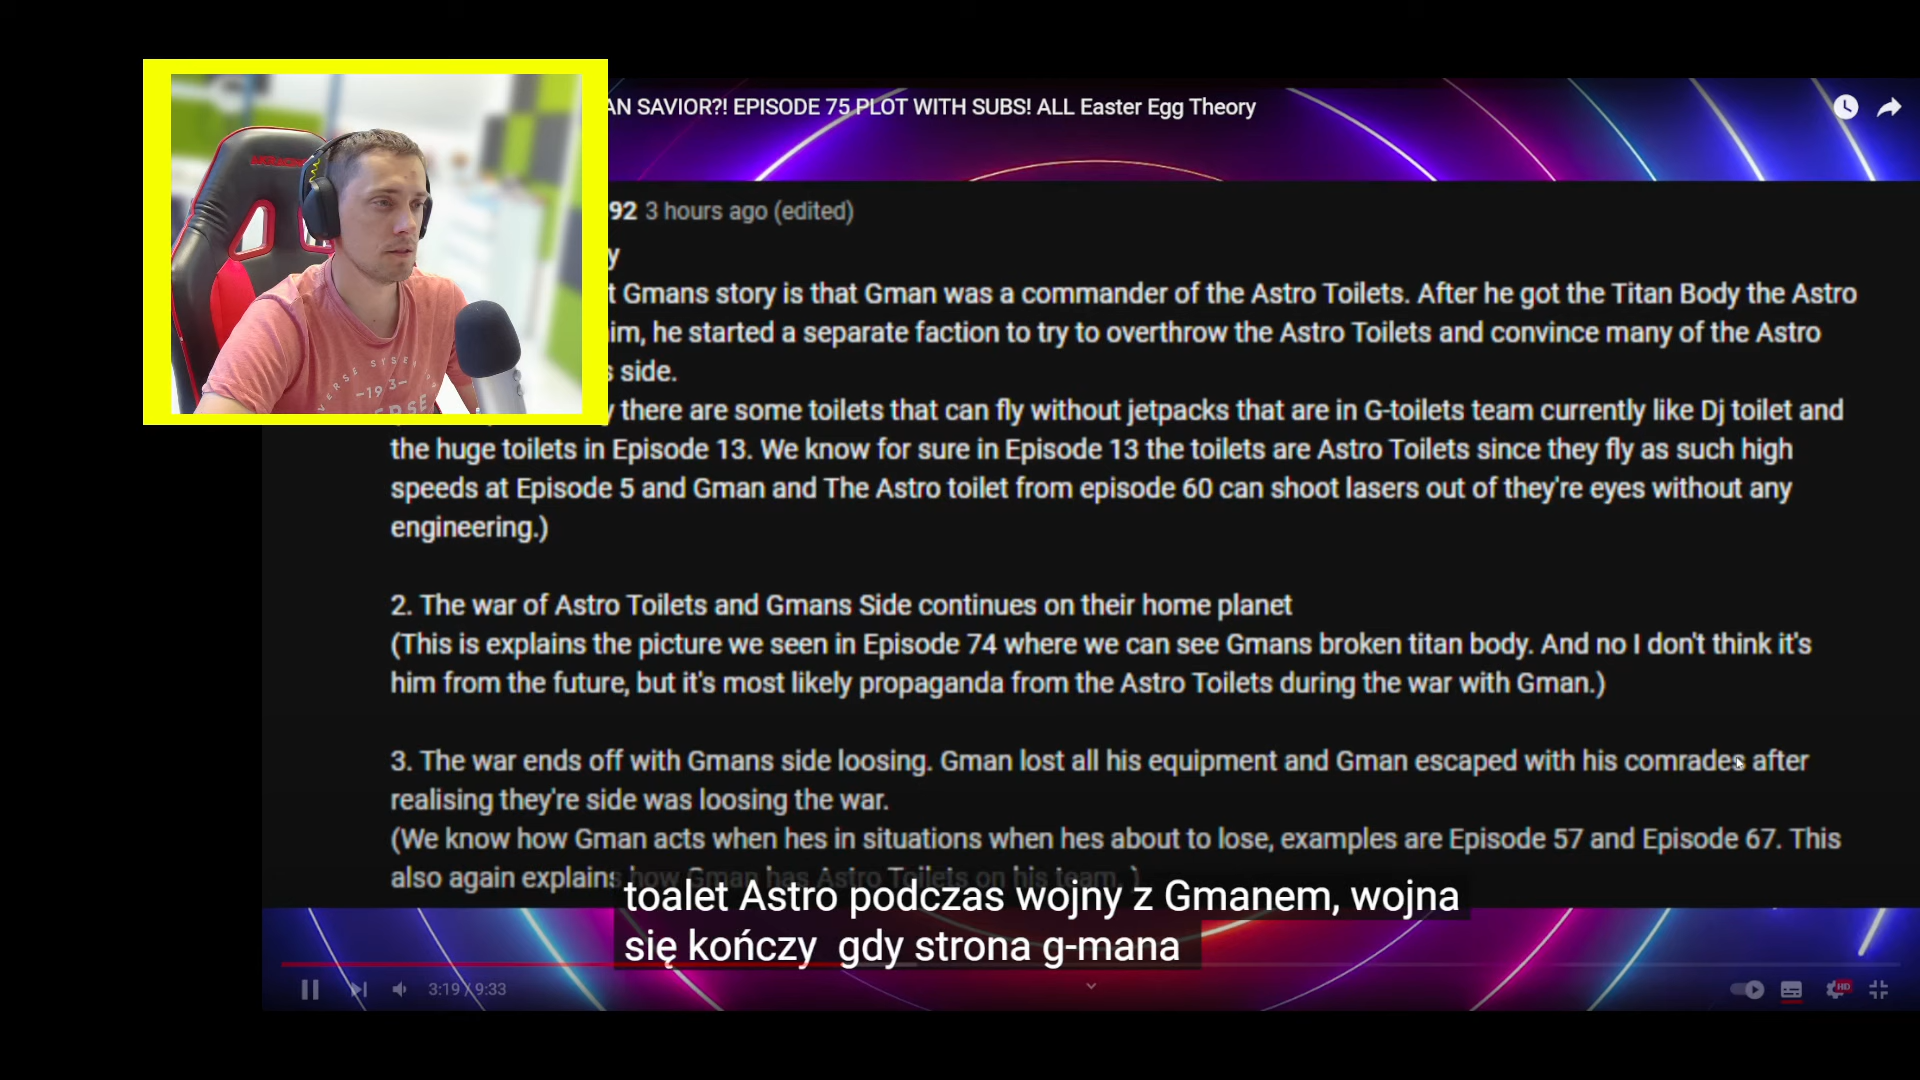 AN SAVIOR?! EPISODE 75 PLOT WITH SUBS! ALL Easter Egg Theory
92 3 hours ago (edited)
y
t Gmans story is that Gman was a commander of the Astro Toilets. After he got the Titan Body the Astro
im, he started a separate faction to try to overthrow the Astro Toilets and convince many of the Astro
s side.
y there are some toilets that can fly without jetpacks that are in G-toilets team currently like Dj toilet and
the huge toilets in Episode 13. We know for sure in Episode 13 the toilets are Astro Toilets since they fly as such high
speeds at Episode 5 and Gman and The Astro toilet from episode 60 can shoot lasers out of they're eyes without any
engineering.)
2. The war of Astro Toilets and Gmans Side continues on their home planet
(This is explains the picture we seen in Episode 74 where we can see Gmans broken titan body. And no I don't think it's
him from the future, but it's most likely propaganda from the Astro Toilets during the war with Gman.)
3. The war ends off with Gmans side loosing. Gman lost all his equipment and Gman escaped with his comrades after
realising they're side was loosing the war.
(We know how Gman acts when hes in situations when hes about to lose, examples are Episode 57 and Episode 67. This
also again explains how Gman has Astro Toilets on his team. )
toalet Astro podczas wojny z Gmanem, wojna
się kończy gdy strona g-mana
3:19 / 9:33
HD